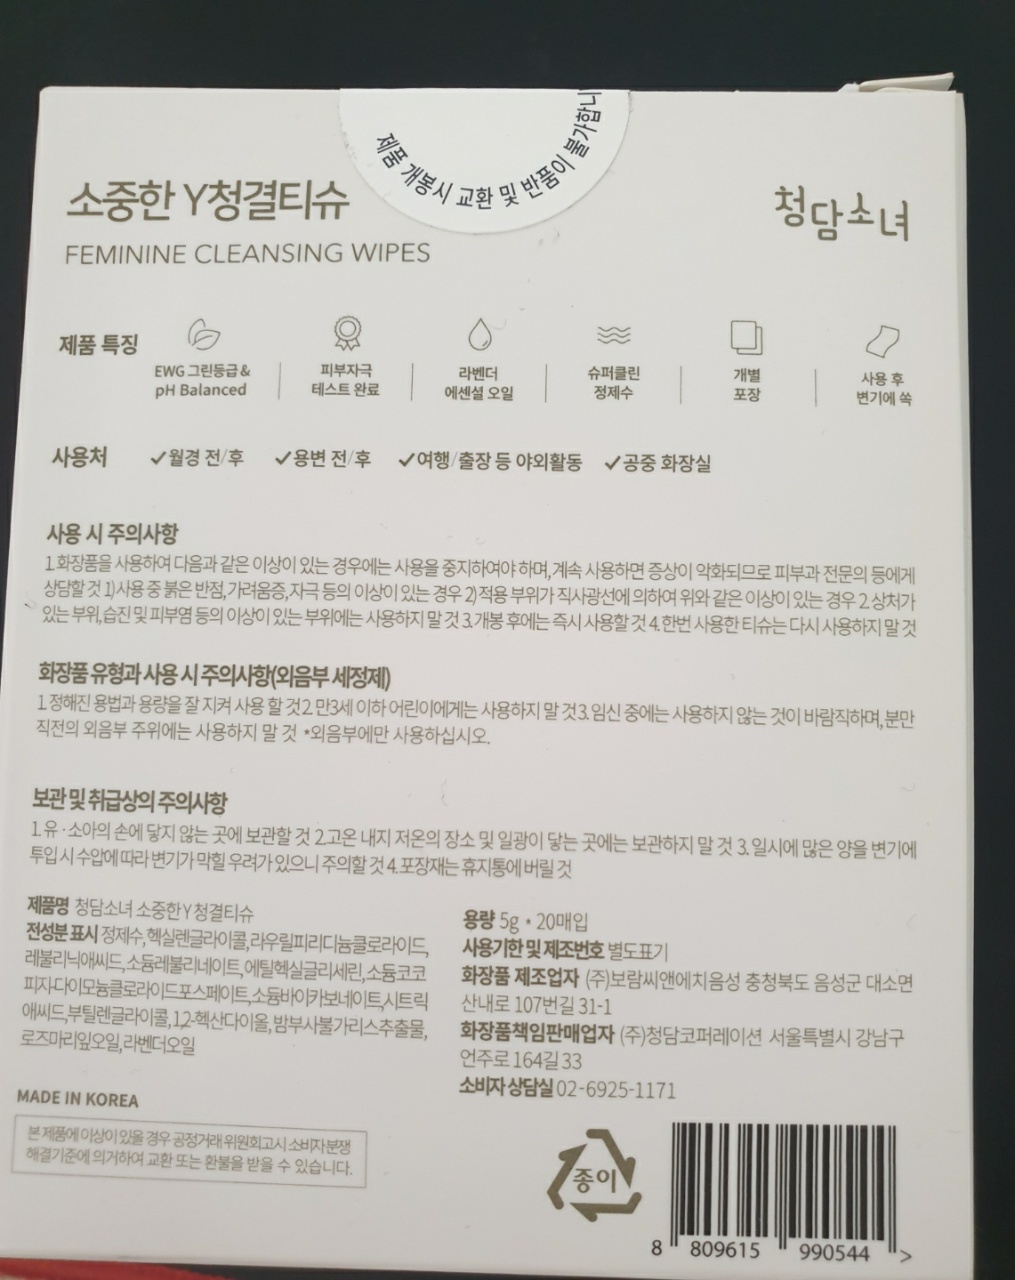 제품 개봉시 교환 및 반품이 불가합니
소중한 Y청결티슈
청담소녀
FEMININE CLEANSING WIPES
제품 특징
EWG 그린등급 &
pH Balanced
피부자극
테스트 완료
라벤더
에센셜 오일
슈퍼클린
정제수
개별
포장
사용 후
변기에 쏙
사용처 ✓월경 전/후 ✓용변 전/후 ✓여행/출장 등 야외활동 ✓공중 화장실
사용 시 주의사항
1.화장품을 사용하여 다음과 같은 이상이 있는 경우에는 사용을 중지하여야 하며,계속 사용하면 증상이 악화되므로 피부과 전문의 등에게
상담할 것 1)사용 중 붉은 반점,가려움증,자극 등의 이상이 있는 경우 2)적용 부위가 직사광선에 의하여 위와 같은 이상이 있는 경우 2.상처가
있는 부위,습진 및 피부염 등의 이상이 있는 부위에는 사용하지 말 것 3.개봉 후에는 즉시 사용할 것 4.한번 사용한 티슈는 다시 사용하지 말 것
화장품 유형과 사용 시 주의사항(외음부 세정제)
1.정해진 용법과 용량을 잘 지켜 사용 할 것 2.만3세 이하 어린이에게는 사용하지 말 것 3.임신 중에는 사용하지 않는 것이 바람직하며,분만
직전의 외음부 주위에는 사용하지 말 것 *외음부에만 사용하십시오.
보관 및 취급상의 주의사항
1.유·소아의 손에 닿지 않는 곳에 보관할 것 2.고온 내지 저온의 장소 및 일광이 닿는 곳에는 보관하지 말 것 3.일시에 많은 양을 변기에
투입 시 수압에 따라 변기가 막힐 우려가 있으니 주의할 것 4.포장재는 휴지통에 버릴 것
제품명 청담소녀 소중한 Y청결티슈
전성분 표시 정제수,헥실렌글라이콜,라우릴피리디늄클로라이드,
레불리닉애씨드,소듐레불리네이트,에틸헥실글리세린,소듐코코
피지다이모늄클로라이드포스페이트,소듐바이카보네이트,시트릭
애씨드,부틸렌글라이콜,1,2-헥산다이올,밤부사불가리스추출물,
로즈마리잎오일,라벤더오일
용량 5g * 20매입
사용기한 및 제조번호 별도표기
화장품 제조업자 (주)보람씨앤에치음성 충청북도 음성군 대소면
산내로 107번길 31-1
화장품책임판매업자 (주)청담코퍼레이션 서울특별시 강남구
언주로 164길 33
소비자 상담실 02-6925-1171
MADE IN KOREA
본 제품에 이상이 있을 경우 공정거래 위원회 고시 소비자 분쟁
해결기준에 의거하여 교환 또는 환불을 받을 수 있습니다.
종이
8 809615 990544 >